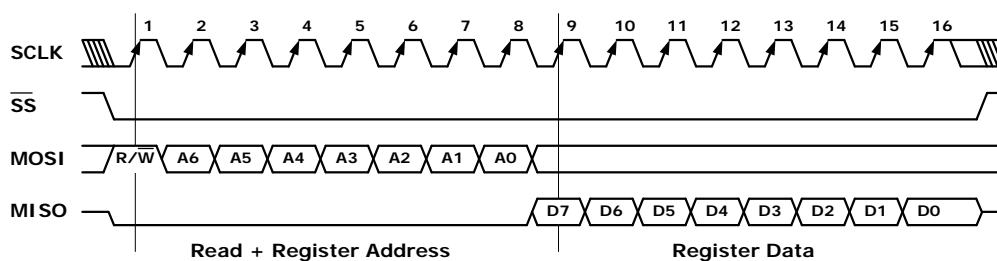 1 2 3 4 5 6 7 8 9 10 11 12 13 14 15 16
SCLK
SS
MOSI R/W A6 A5 A4 A3 A2 A1 A0
MISO D7 D6 D5 D4 D3 D2 D1 D0
Read + Register Address Register Data